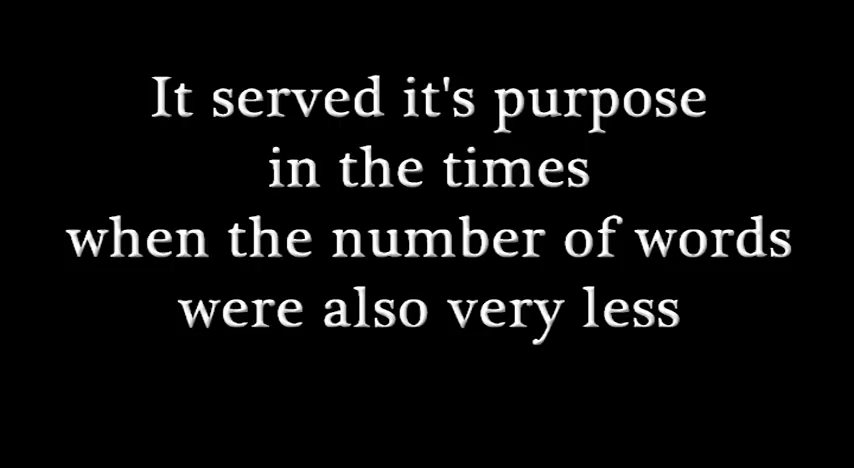 It served it's purpose
in the times
when the number of words
were also very less